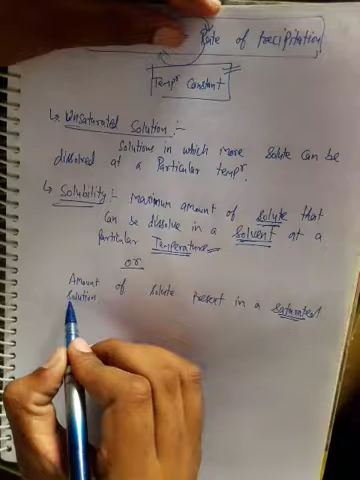 = Rate of Precipitation
Tempr Constant
↳ Unsaturated Solution :-
Solutions in which more solute can be
dissolved at a Particular tempr.
↳ Solubility :- maximum amount of solute that
can be dissolve in a solvent at a
particular Temperature
or
Amount of solute present in a saturated
solution